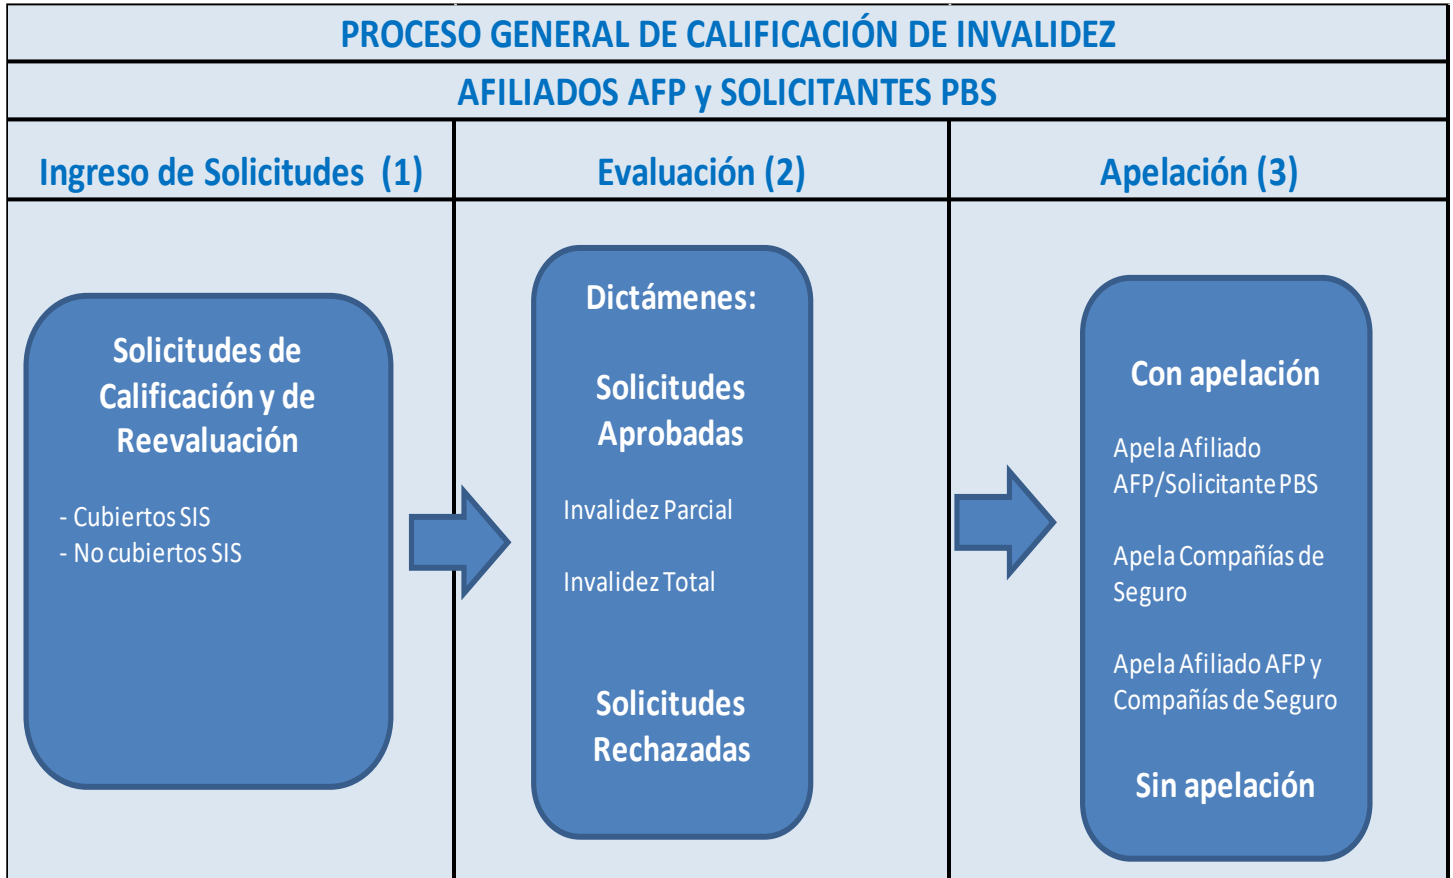 PROCESO GENERAL DE CALIFICACIÓN DE INVALIDEZ
AFILIADOS AFP y SOLICITANTES PBS
Ingreso de Solicitudes (1)
Evaluación (2)
Apelación (3)
Solicitudes de
Calificación y de
Reevaluación
- Cubiertos SIS
- No cubiertos SIS
Dictámenes:
Solicitudes
Aprobadas
Invalidez Parcial
Invalidez Total
Solicitudes
Rechazadas
Con apelación
Apela Afiliado
AFP/Solicitante PBS
Apela Compañías de
Seguro
Apela Afiliado AFP y
Compañías de Seguro
Sin apelación